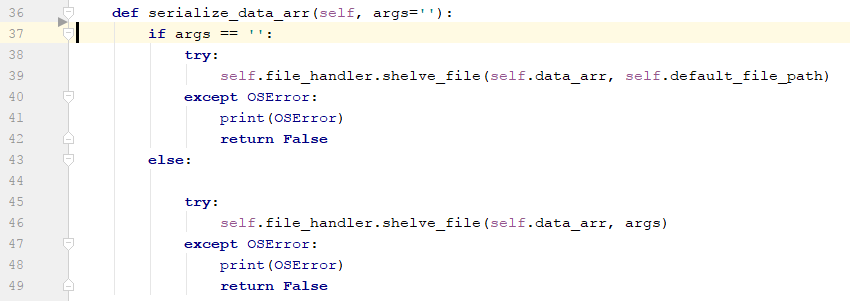 36 def serialize_data_arr(self, args=''):
37 if args == '':
38 try:
39 self.file_handler.shelve_file(self.data_arr, self.default_file_path)
40 except OSError:
41 print(OSError)
42 return False
43 else:
44
45 try:
46 self.file_handler.shelve_file(self.data_arr, args)
47 except OSError:
48 print(OSError)
49 return False